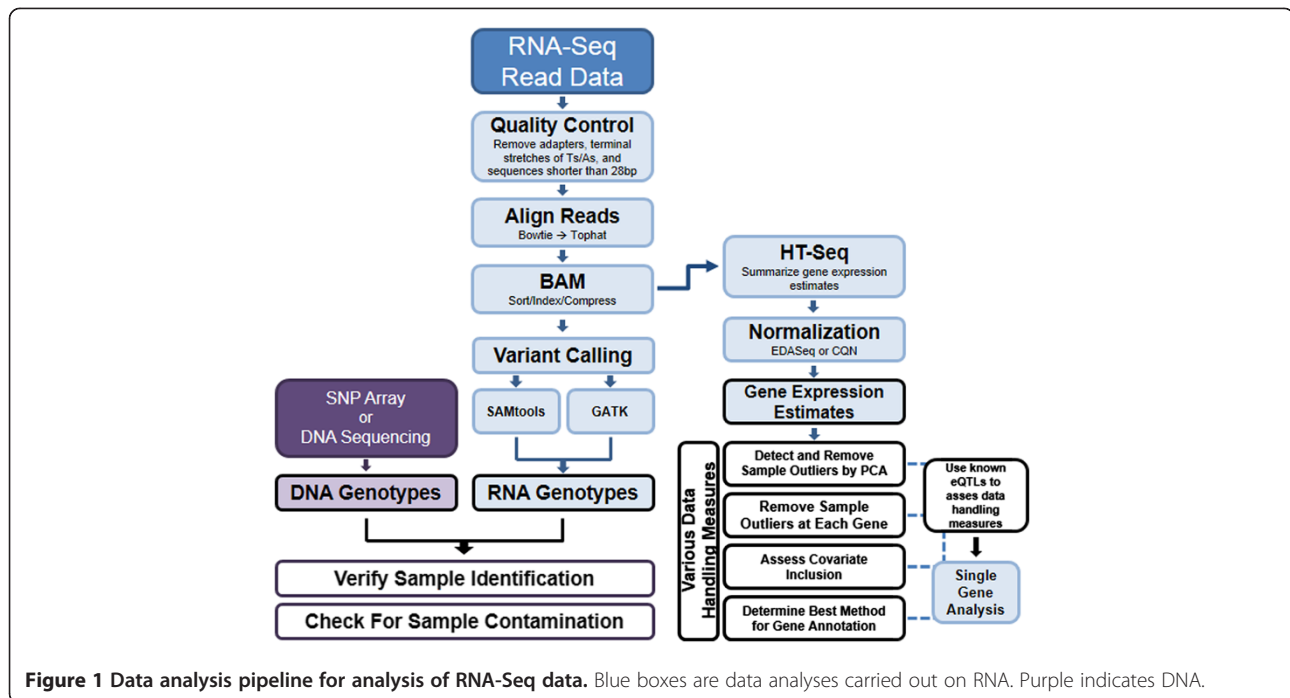 RNA-Seq
Read Data
Quality Control
Remove adapters, terminal
stretches of Ts/As, and
sequences shorter than 28bp
Align Reads
Bowtie → Tophat
BAM
Sort/Index/Compress
Variant Calling
SAMtools
GATK
SNP Array
or
DNA Sequencing
DNA Genotypes
RNA Genotypes
Verify Sample Identification
Check For Sample Contamination
HT-Seq
Summarize gene expression
estimates
Normalization
EDASeq or CQN
Gene Expression
Estimates
Various Data
Handling Measures
Detect and Remove
Sample Outliers by PCA
Remove Sample
Outliers at Each Gene
Assess Covariate
Inclusion
Determine Best Method
for Gene Annotation
Use known
eQTLs to
asses data
handling
measures
Single
Gene
Analysis
Figure 1 Data analysis pipeline for analysis of RNA-Seq data. Blue boxes are data analyses carried out on RNA. Purple indicates DNA.